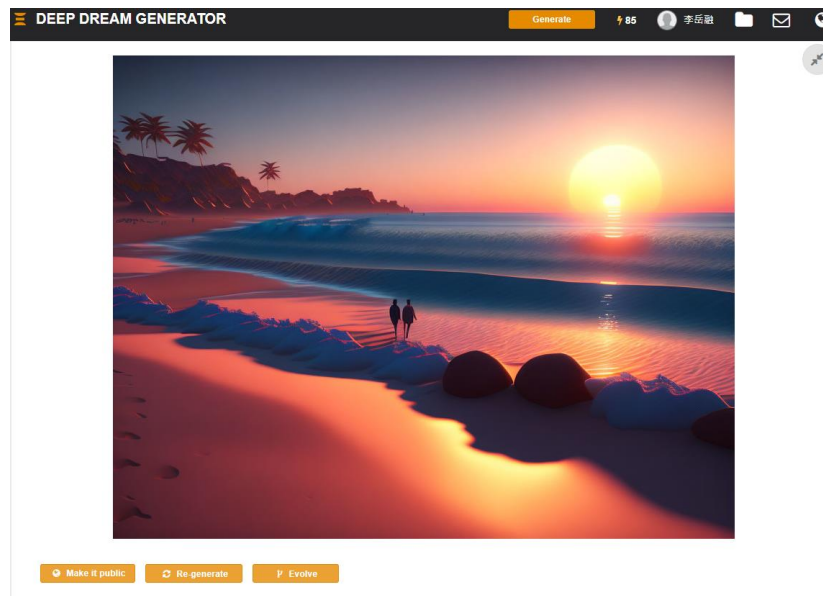 DEEP DREAM GENERATOR
Generate
85
李岳融
Make it public
Re-generate
Evolve